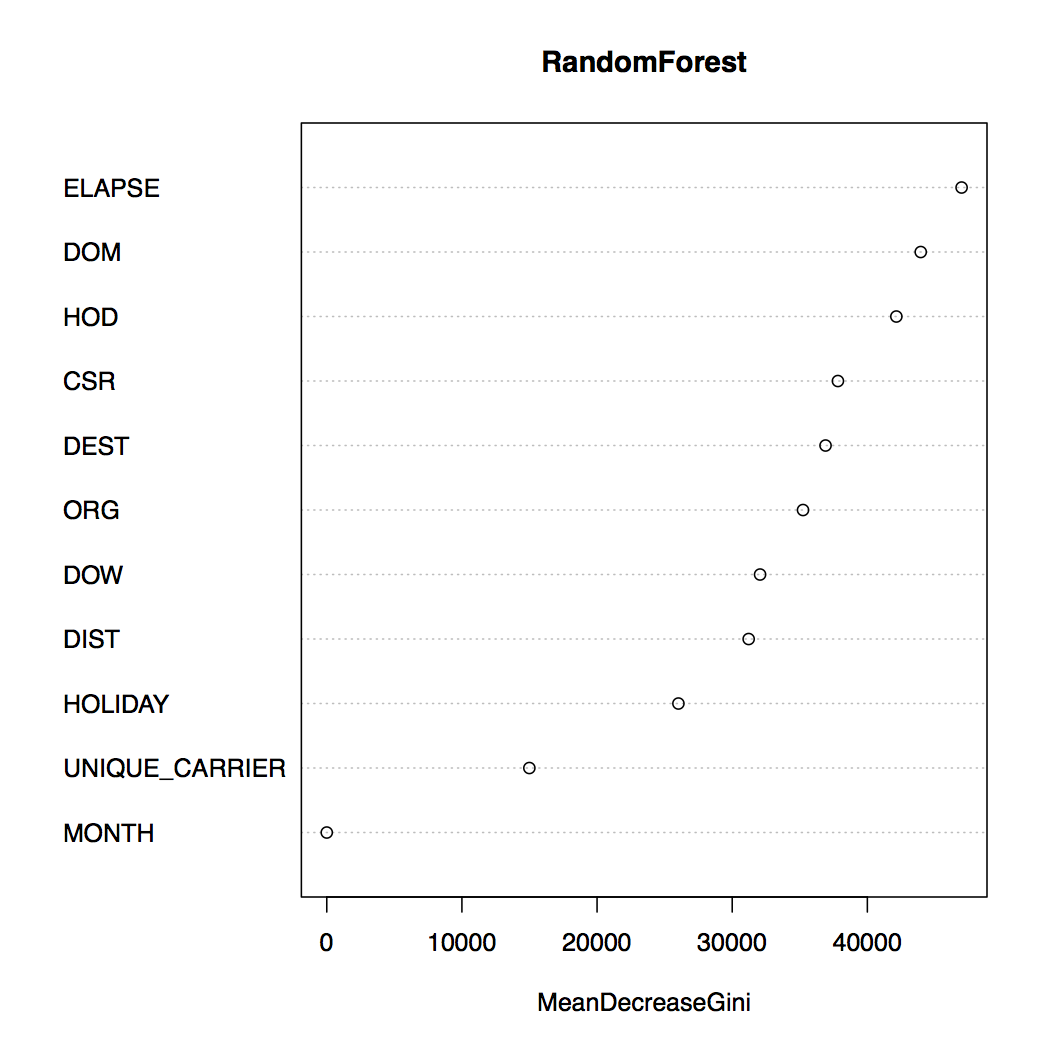 RandomForest
ELAPSE
DOM
HOD
CSR
DEST
ORG
DOW
DIST
HOLIDAY
UNIQUE_CARRIER
MONTH
0 10000 20000 30000 40000
MeanDecreaseGini